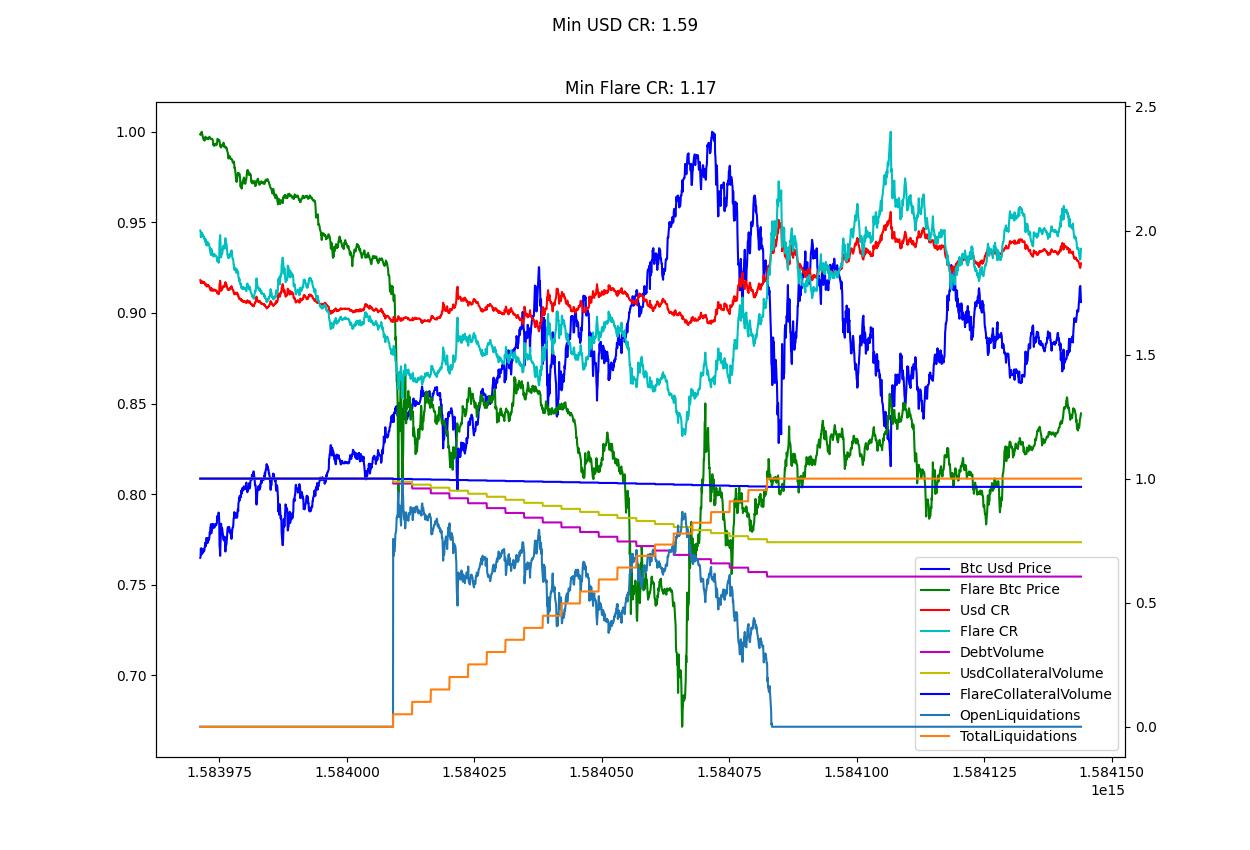 Min USD CR: 1.59
Min Flare CR: 1.17
1.00
0.95
0.90
0.85
0.80
0.75
0.70
2.5
2.0
1.5
1.0
0.5
0.0
Btc Usd Price
Flare Btc Price
Usd CR
Flare CR
DebtVolume
UsdCollateralVolume
FlareCollateralVolume
OpenLiquidations
TotalLiquidations
1.583975 1.584000 1.584025 1.584050 1.584075 1.584100 1.584125 1.584150
1e15